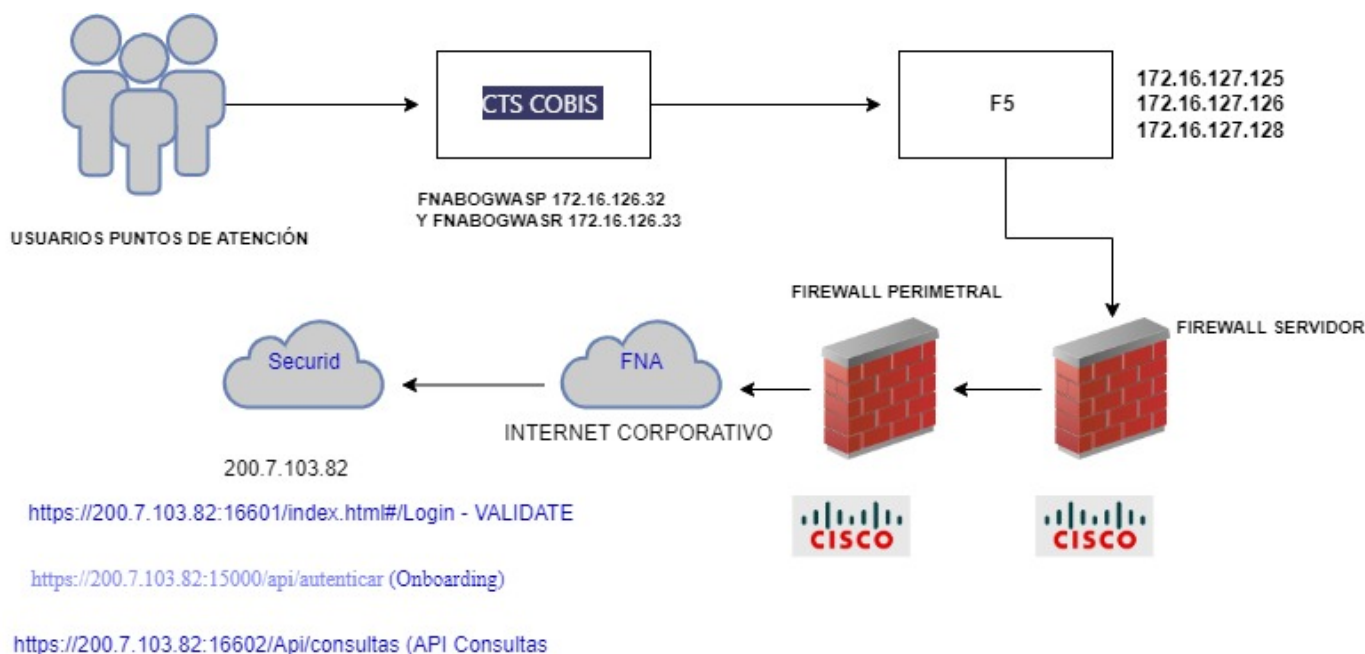 CTS COBIS
F5
172.16.127.125
172.16.127.126
172.16.127.128
FNABOGWASP 172.16.126.32
Y FNABOGWASR 172.16.126.33
USUARIOS PUNTOS DE ATENCIÓN
FIREWALL PERIMETRAL
FIREWALL SERVIDOR
Securid
FNA
INTERNET CORPORATIVO
200.7.103.82
https://200.7.103.82:16601/index.html#/Login - VALIDATE
CISCO
CISCO
https://200.7.103.82:15000/api/autenticar (Onboarding)
https://200.7.103.82:16602/Api/consultas (API Consultas